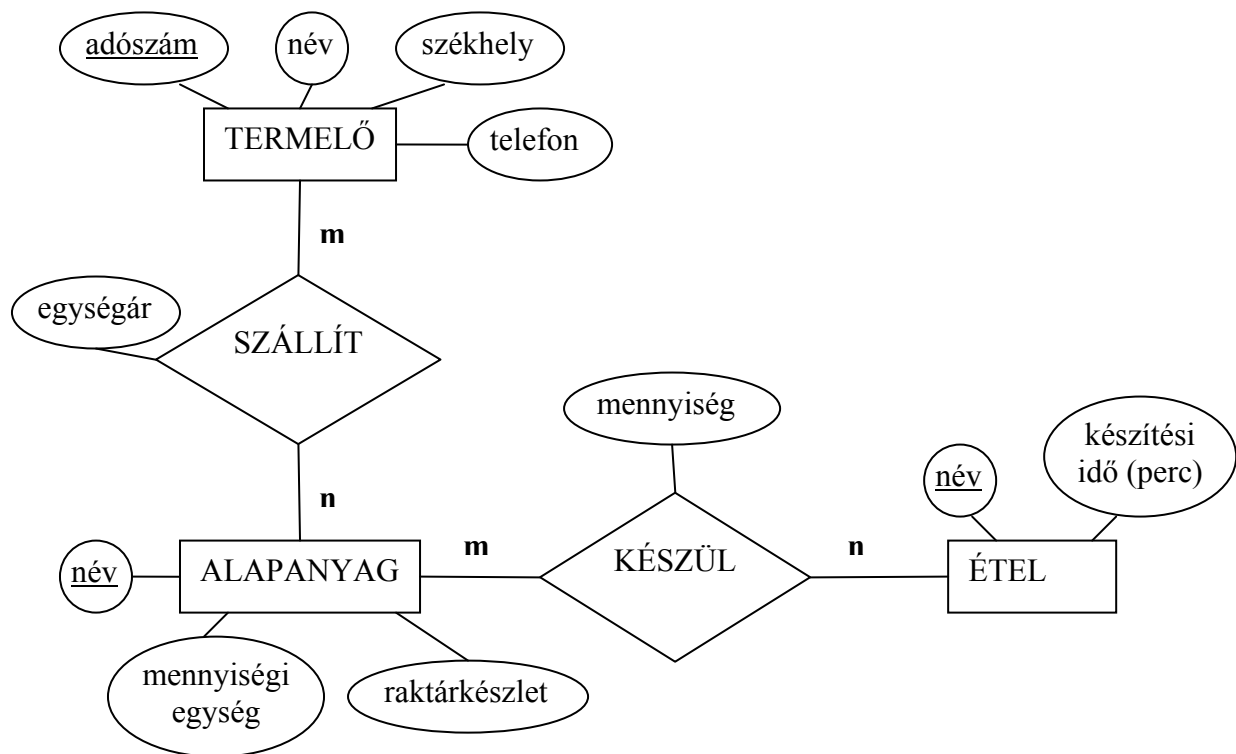 adószám
név
székhely
TERMELŐ
telefon
m
egységár
SZÁLLÍT
mennyiség
készítési
idő (perc)
név
n
név
ALAPANYAG
m
KÉSZÜL
n
ÉTEL
mennyiségi
egység
raktárkészlet